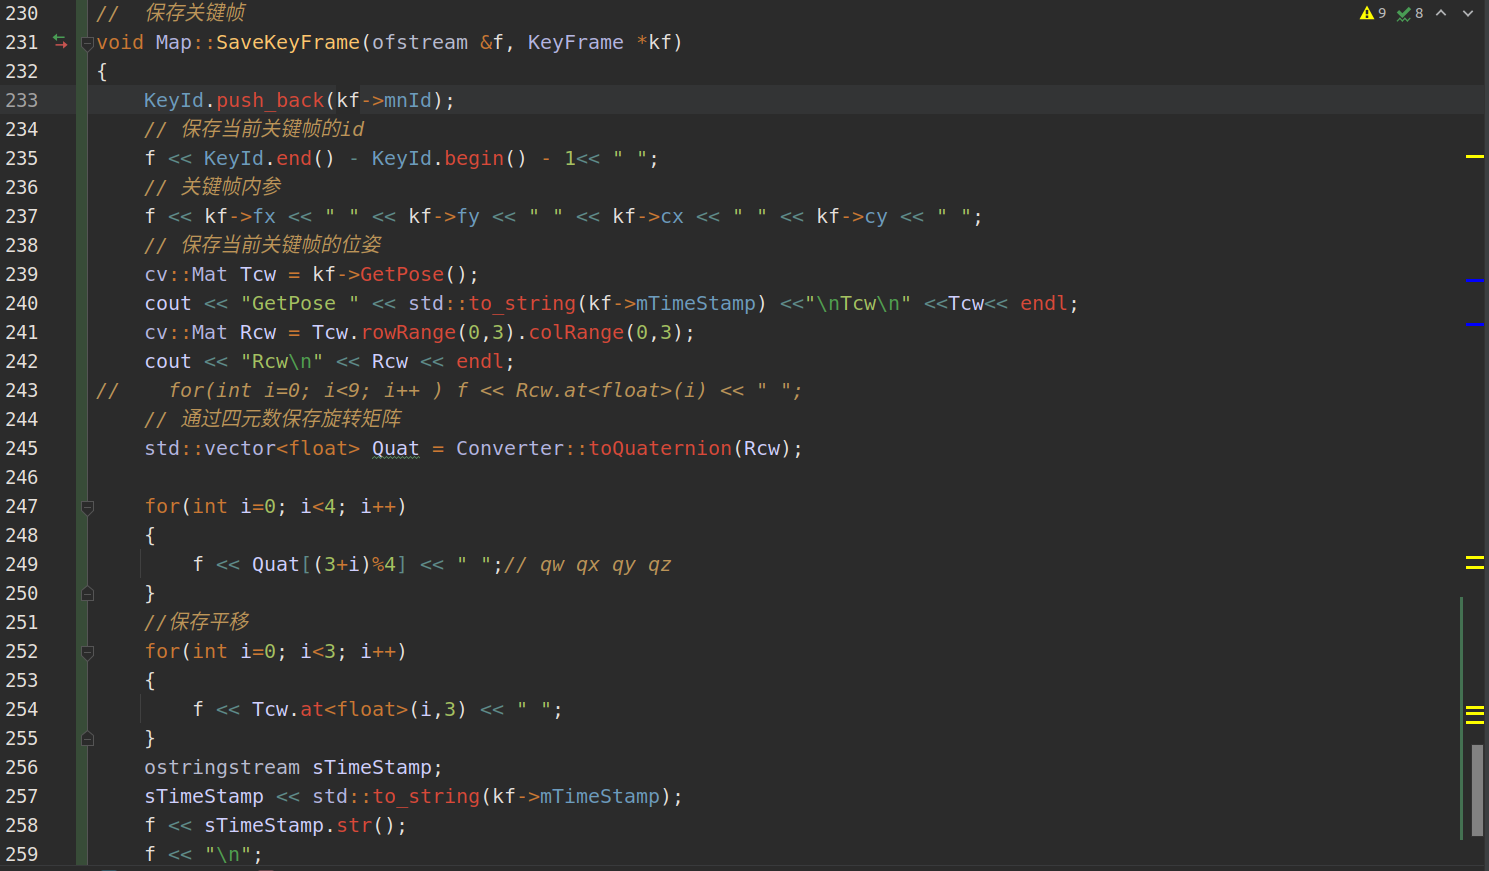 230 // 保存关键帧
9 8
231 void Map::SaveKeyFrame(ofstream &f, KeyFrame *kf)
232 {
233 KeyId.push_back(kf->mnId);
234 // 保存当前关键帧的id
235 f << KeyId.end() - KeyId.begin() - 1<< " ";
236 // 关键帧内参
237 f << kf->fx << " " << kf->fy << " " << kf->cx << " " << kf->cy << " ";
238 // 保存当前关键帧的位姿
239 cv::Mat Tcw = kf->GetPose();
240 cout << "GetPose " << std::to_string(kf->mTimeStamp) <<"\nTcw\n" <<Tcw<< endl;
241 cv::Mat Rcw = Tcw.rowRange(0,3).colRange(0,3);
242 cout << "Rcw\n" << Rcw << endl;
243 // for(int i=0; i<9; i++ ) f << Rcw.at<float>(i) << " ";
244 // 通过四元数保存旋转矩阵
245 std::vector<float> Quat = Converter::toQuaternion(Rcw);
246
247 for(int i=0; i<4; i++)
248 {
249 f << Quat[(3+i)%4] << " ";// qw qx qy qz
250 }
251 //保存平移
252 for(int i=0; i<3; i++)
253 {
254 f << Tcw.at<float>(i,3) << " ";
255 }
256 ostringstream sTimeStamp;
257 sTimeStamp << std::to_string(kf->mTimeStamp);
258 f << sTimeStamp.str();
259 f << "\n";